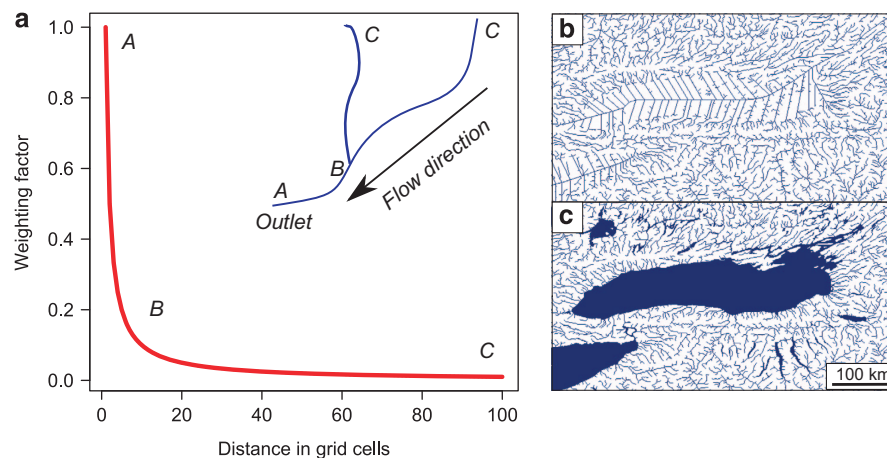 a
1.0
0.8
0.6
0.4
0.2
0.0
Weighting factor
A
B
C
C
C
B
A
Outlet
Flow direction
0
20
40
60
80
100
Distance in grid cells
b
c
100 km